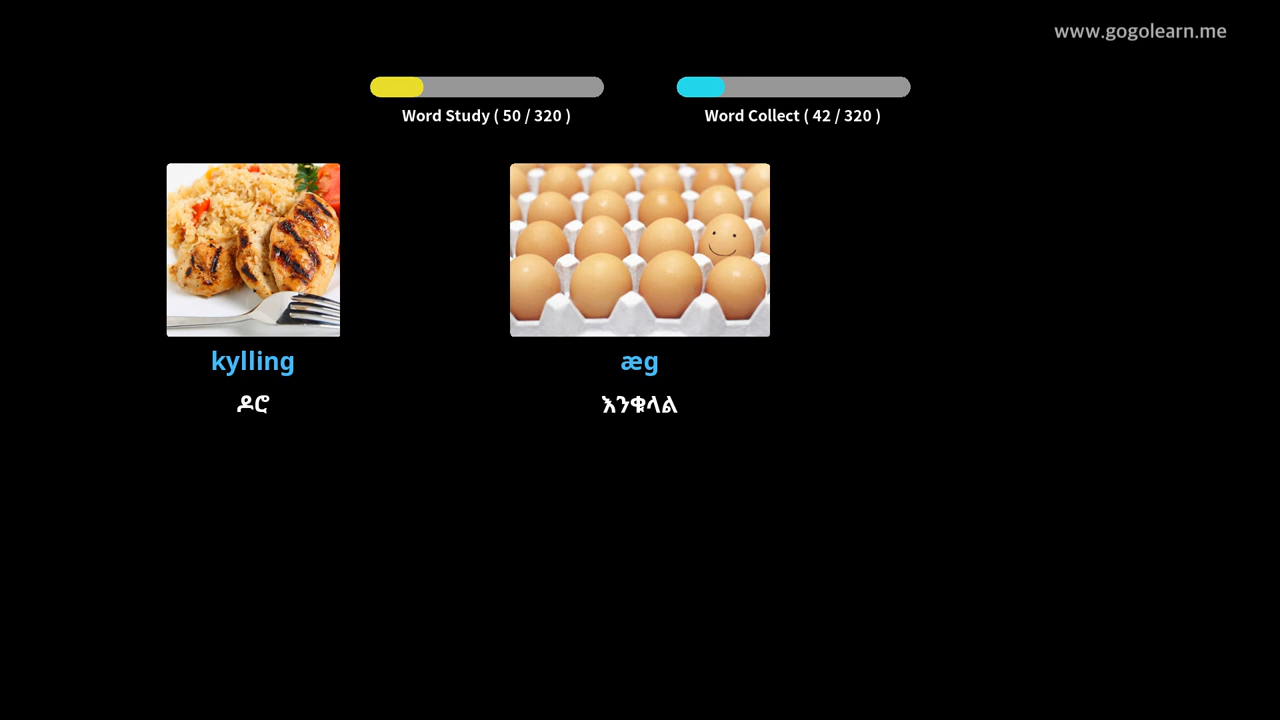 www.gogolearn.me
Word Study ( 50 / 320 )
Word Collect ( 42 / 320 )
kylling
æg
ዶሮ
እንቁላል